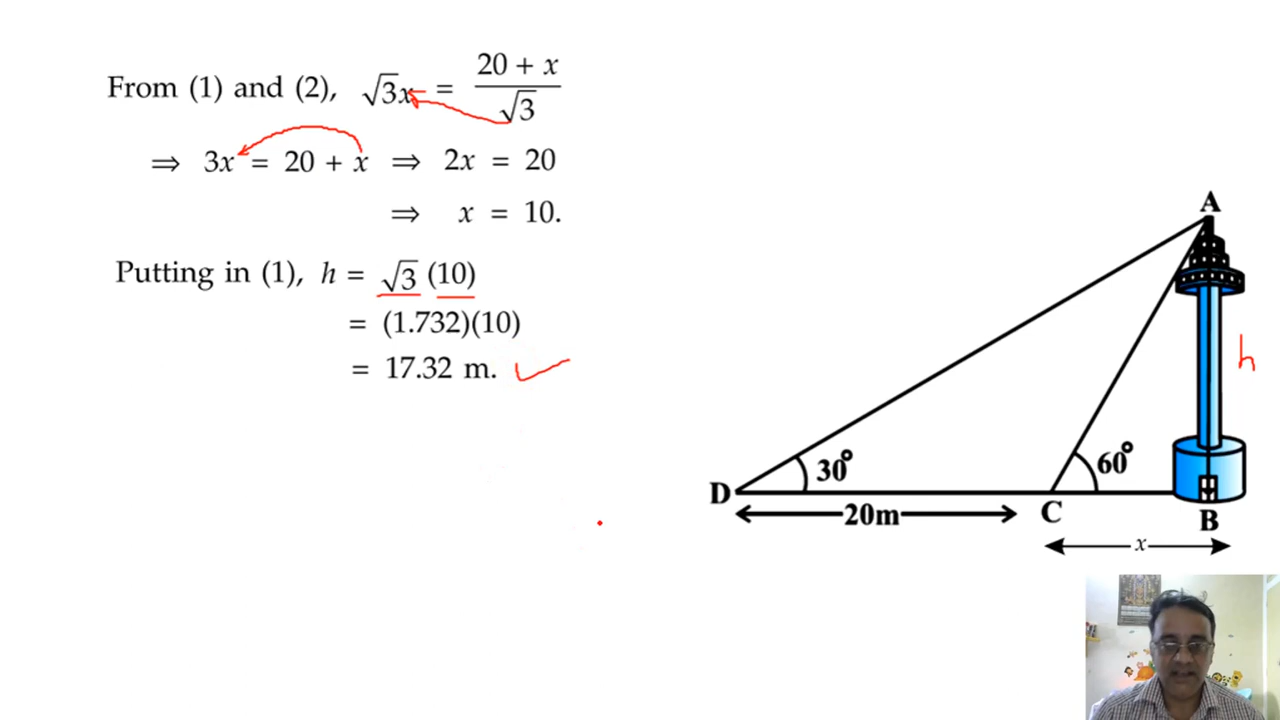 From (1) and (2), √3x = (20 + x)/√3
⇒ 3x = 20 + x ⇒ 2x = 20
⇒ x = 10.
Putting in (1), h = √3 (10)
= (1.732)(10)
= 17.32 m.
A
h
30°
60°
D
20m
C
B
x